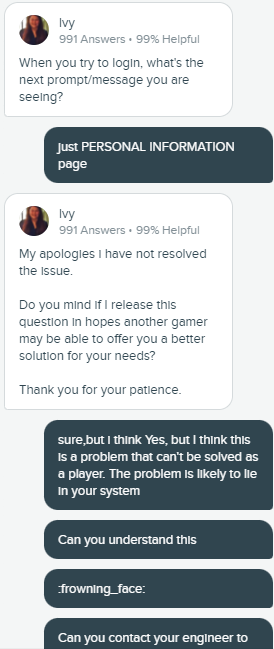 Ivy
991 Answers • 99% Helpful
When you try to login, what's the
next prompt/message you are
seeing?
just PERSONAL INFORMATION
page
Ivy
991 Answers • 99% Helpful
My apologies I have not resolved
the issue.
Do you mind if I release this
question in hopes another gamer
may be able to offer you a better
solution for your needs?
Thank you for your patience.
sure,but i think Yes, but I think this
is a problem that can't be solved as
a player. The problem is likely to lie
in your system
Can you understand this
:frowning_face:
Can you contact your engineer to